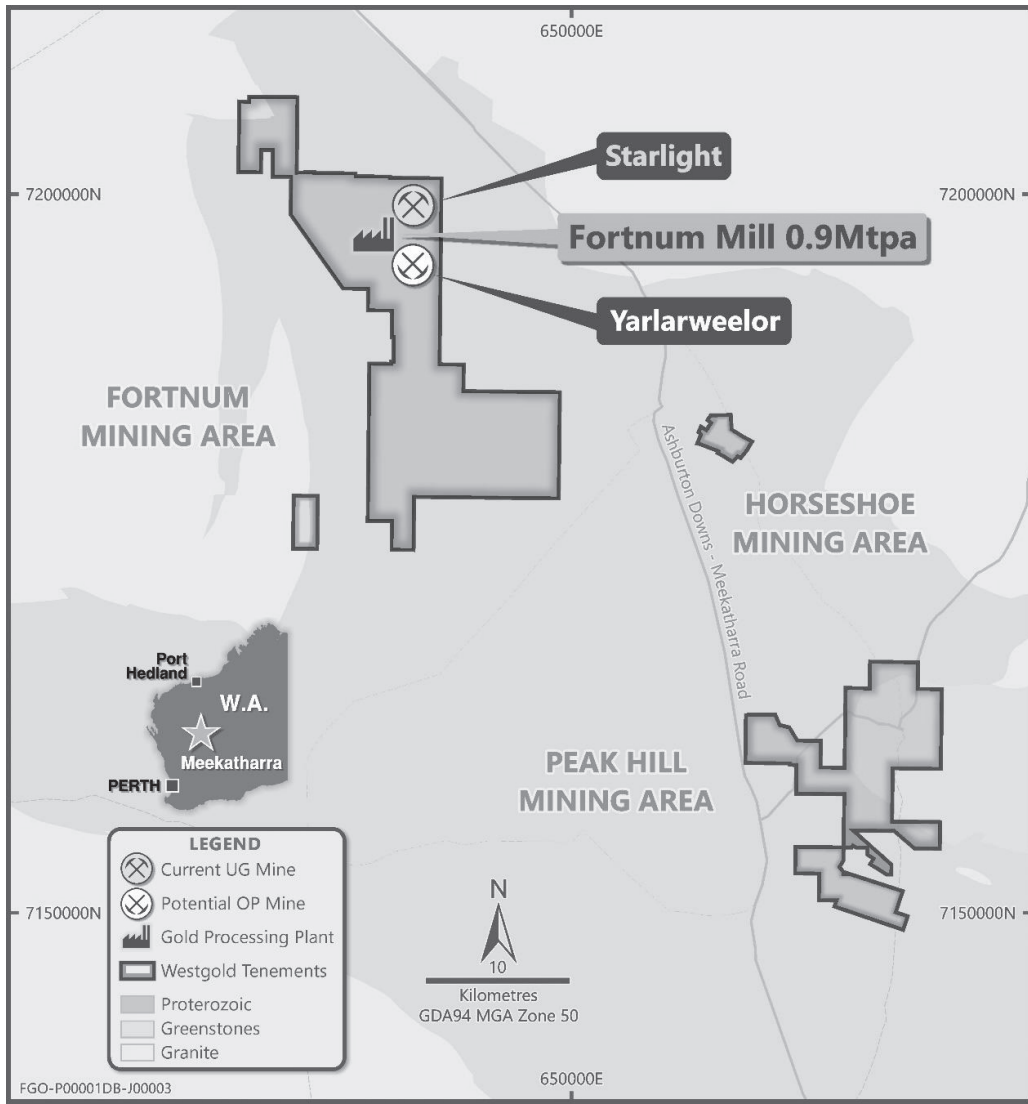 650000E
Starlight
7200000N
7200000N
Fortnum Mill 0.9Mtpa
Yarlarweelor
FORTNUM
MINING AREA
Ashburton Downs - Meekatharra Road
HORSESHOE
MINING AREA
Port
Hedland
W.A.
Meekatharra
PERTH
PEAK HILL
MINING AREA
LEGEND
Current UG Mine
Potential OP Mine
Gold Processing Plant
Westgold Tenements
Proterozoic
Greenstones
Granite
N
10
Kilometres
GDA94 MGA Zone 50
7150000N
7150000N
FGO-P00001DB-J00003
650000E